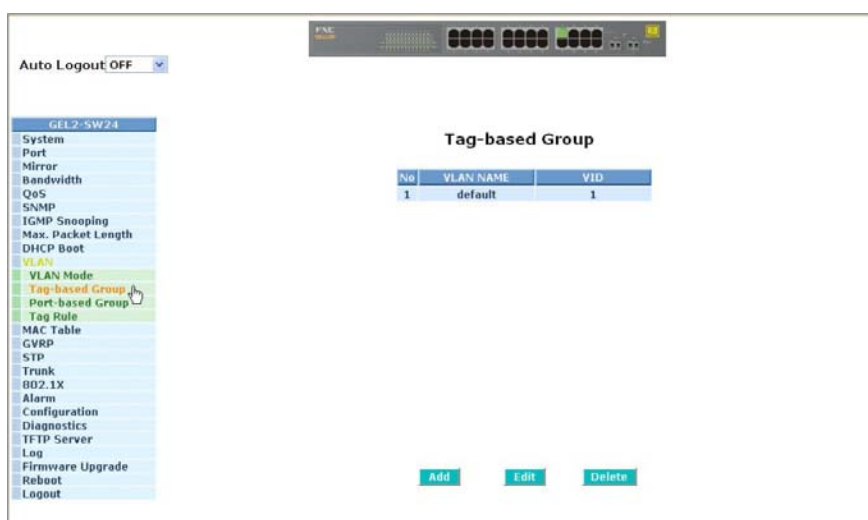 FXC
Auto Logout OFF
GEL2-SW24
System
Port
Mirror
Bandwidth
QoS
SNMP
IGMP Snooping
Max. Packet Length
DHCP Boot
VLAN
VLAN Mode
Tag-based Group
Port-based Group
Tag Rule
MAC Table
GVRP
STP
Trunk
802.1X
Alarm
Configuration
Diagnostics
TFTP Server
Log
Firmware Upgrade
Reboot
Logout
Tag-based Group
No VLAN NAME VID
1 default 1
Add Edit Delete